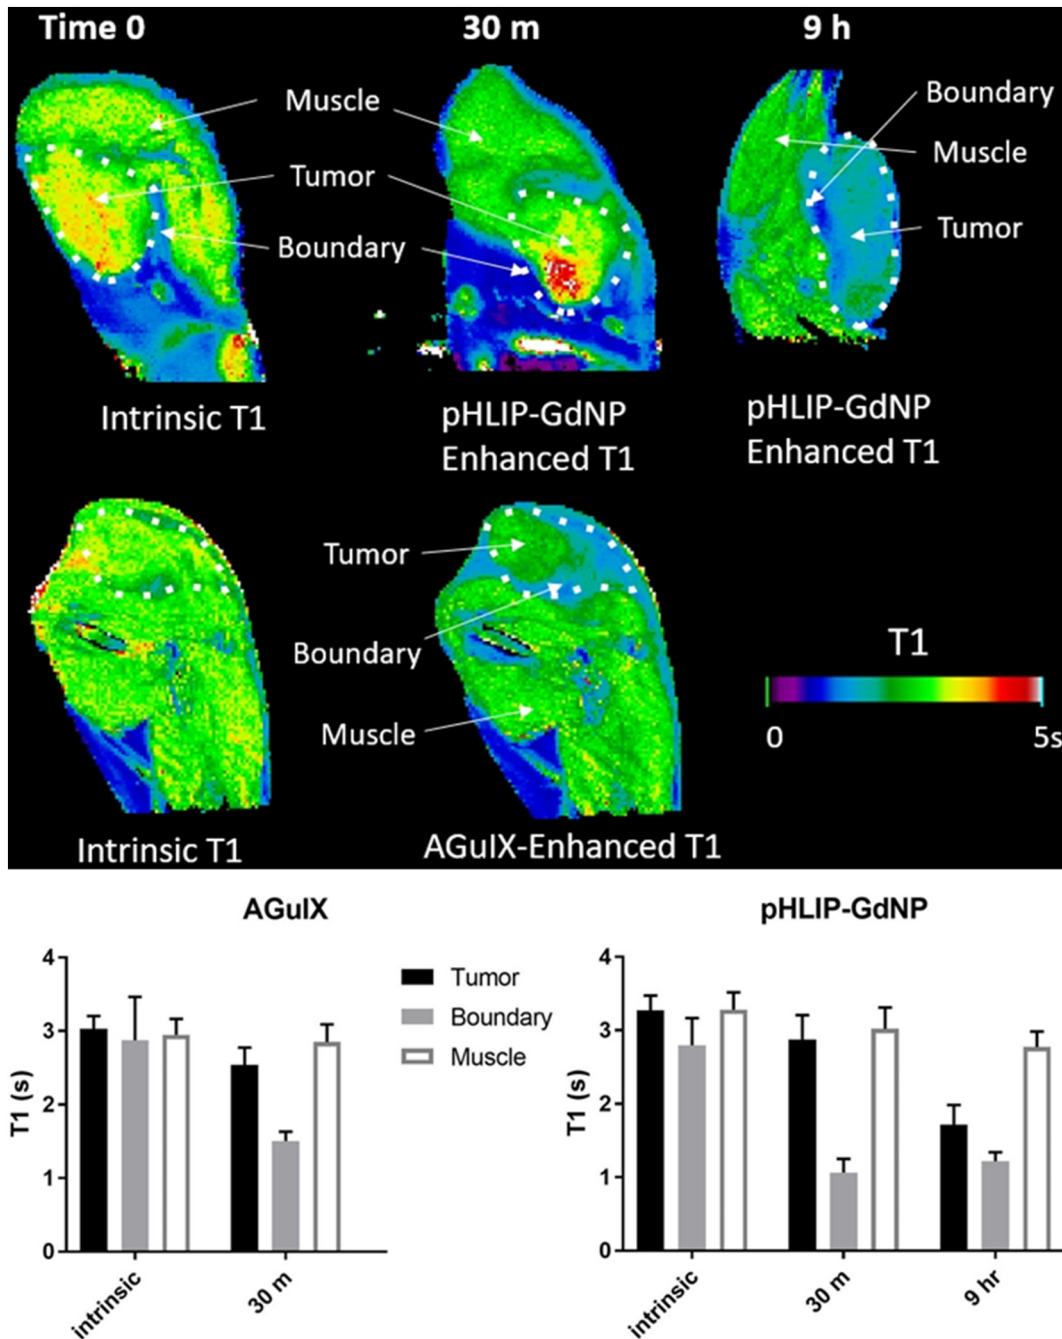 Time 0
30 m
9 h
Muscle
Tumor
Boundary
Boundary
Muscle
Tumor
Intrinsic T1
pHLIP-GdNP
Enhanced T1
pHLIP-GdNP
Enhanced T1
Tumor
Boundary
Muscle
T1
0
5s
Intrinsic T1
AGuIX-Enhanced T1
AGuIX
T1 (s)
4
3
2
1
0
intrinsic
30 m
Tumor
Boundary
Muscle
pHLIP-GdNP
T1 (s)
4
3
2
1
0
intrinsic
30 m
9 hr